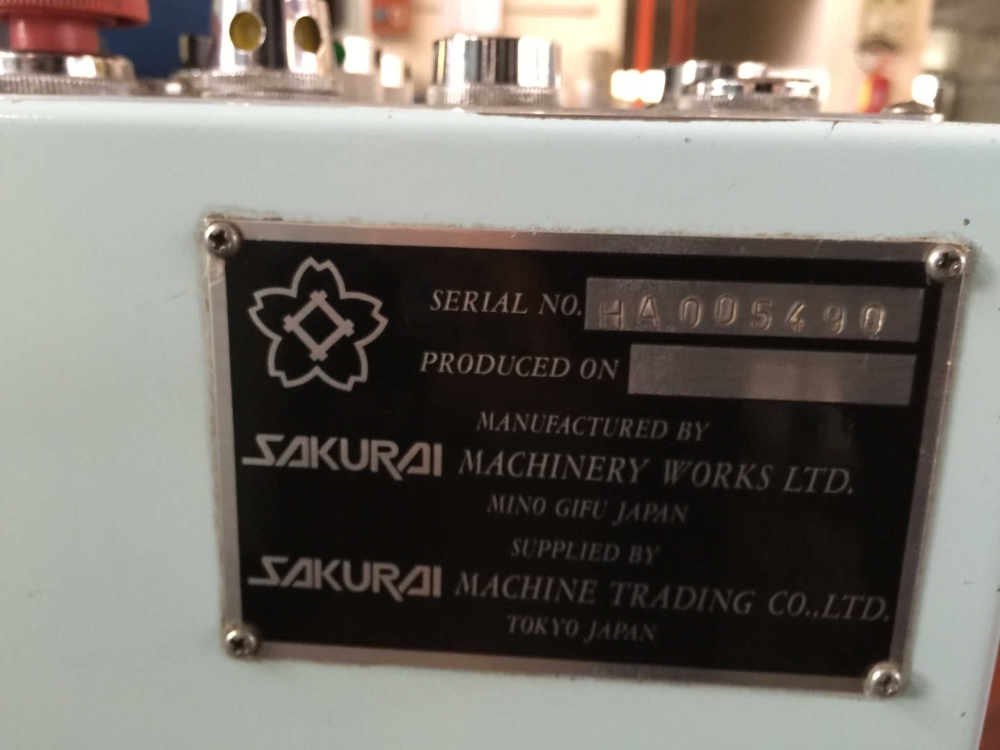 SERIAL NO. HA005490
PRODUCED ON
MANUFACTURED BY
SAKURAI MACHINERY WORKS LTD.
MINO GIFU JAPAN
SUPPLIED BY
SAKURAI MACHINE TRADING CO.,LTD.
TOKYO JAPAN